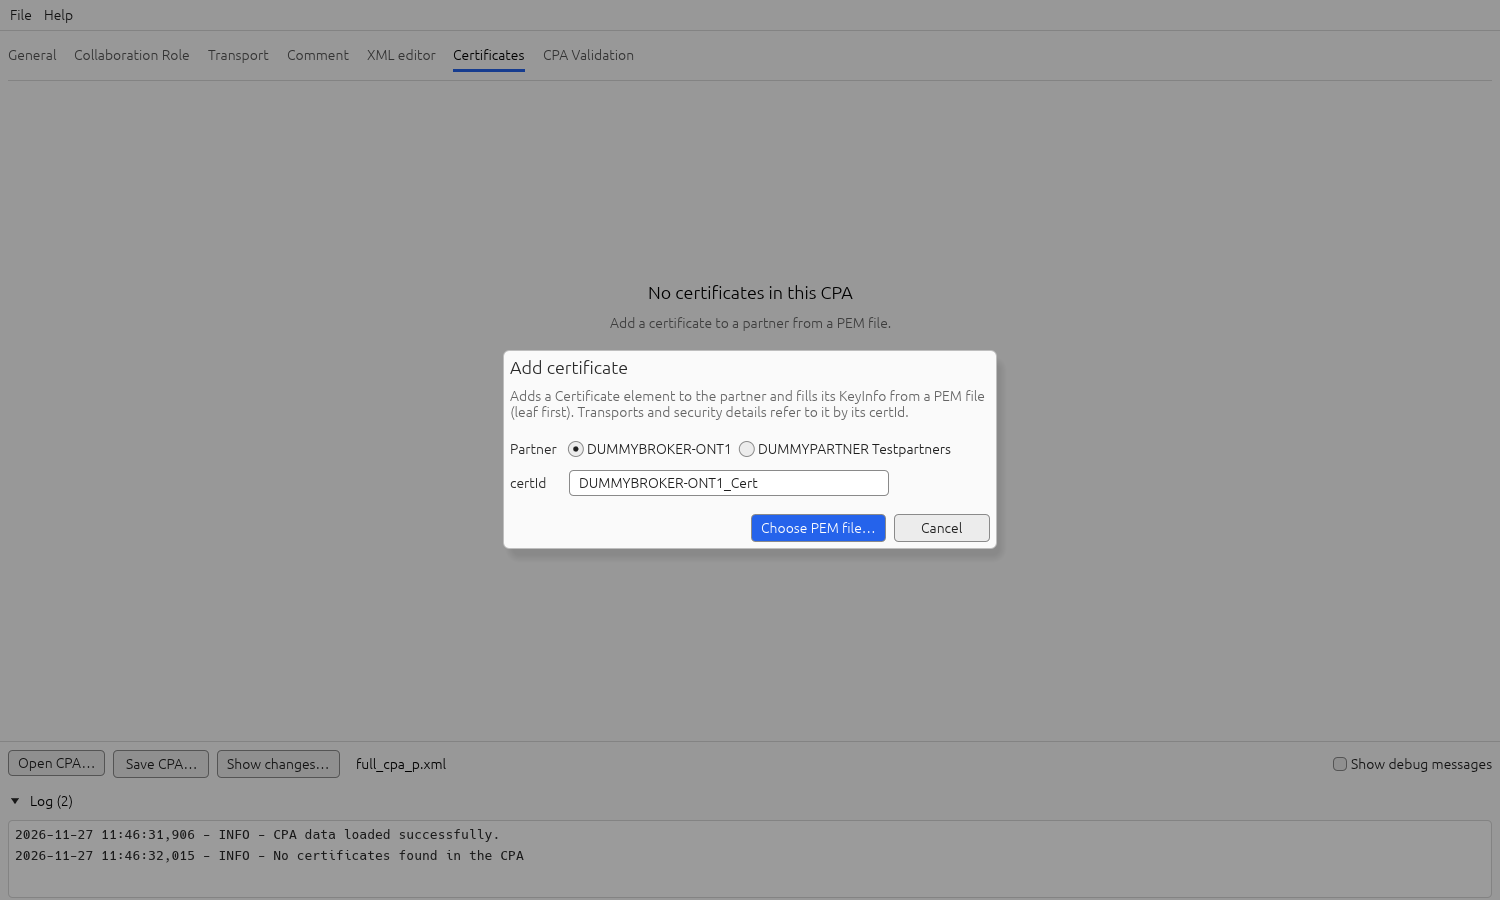 File Help
General Collaboration Role Transport Comment XML editor Certificates CPA Validation
No certificates in this CPA
Add a certificate to a partner from a PEM file.
Add certificate
Adds a Certificate element to the partner and fills its KeyInfo from a PEM file
(leaf first). Transports and security details refer to it by its certId.
Partner DUMMYBROKER-ONT1 DUMMYPARTNER Testpartners
certId DUMMYBROKER-ONT1_Cert
Choose PEM file... Cancel
Open CPA... Save CPA... Show changes... full_cpa_p.xml Show debug messages
Log (2)
2026-11-27 11:46:31,906 - INFO - CPA data loaded successfully.
2026-11-27 11:46:32,015 - INFO - No certificates found in the CPA